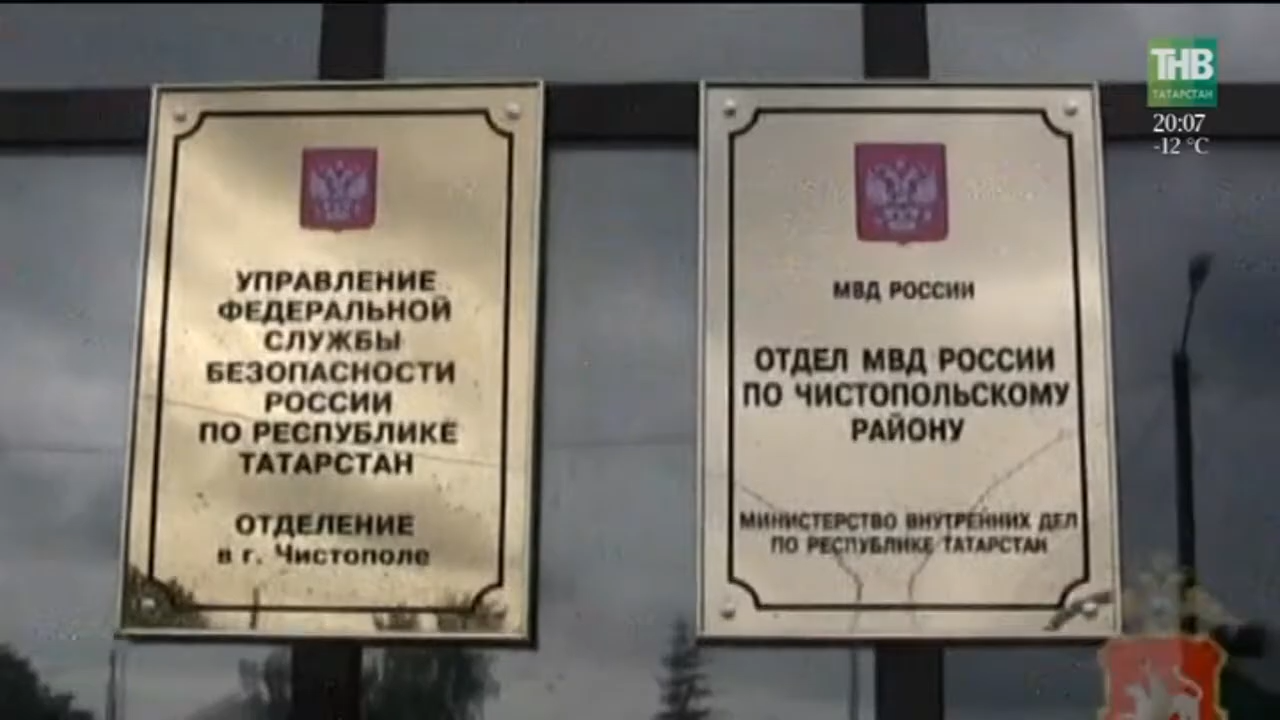 УПРАВЛЕНИЕ
ФЕДЕРАЛЬНОЙ
СЛУЖБЫ
БЕЗОПАСНОСТИ
РОССИИ
ПО РЕСПУБЛИКЕ
ТАТАРСТАН
ОТДЕЛЕНИЕ
в г. Чистополе
МВД РОССИИ
ОТДЕЛ МВД РОССИИ
ПО ЧИСТОПОЛЬСКОМУ
РАЙОНУ
МИНИСТЕРСТВО ВНУТРЕННИХ ДЕЛ
ПО РЕСПУБЛИКЕ ТАТАРСТАН
ТНВ
ТАТАРСТАН
20:07
-12 °C